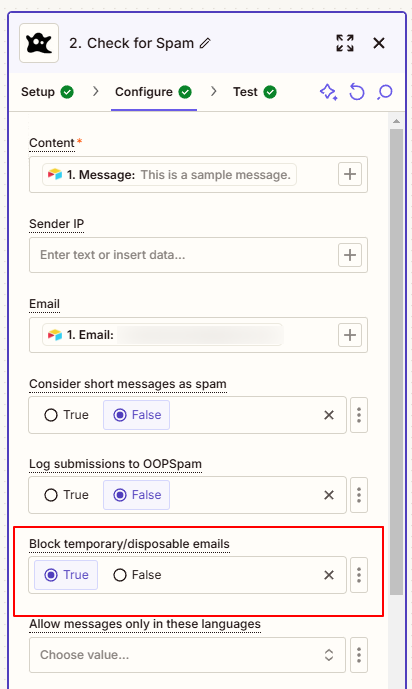 2. Check for Spam
Setup Configure Test
Content*
1. Message: This is a sample message.
Sender IP
Enter text or insert data...
Email
1. Email:
Consider short messages as spam
True False
Log submissions to OOPSpam
True False
Block temporary/disposable emails
True False
Allow messages only in these languages
Choose value...